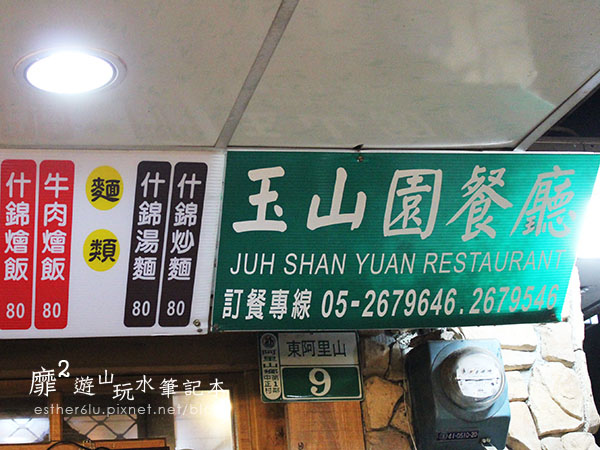 什錦燴飯 80
牛肉燴飯 80
麵類
什錦湯麵 80
什錦炒麵 80
玉山園餐廳
JUH SHAN YUAN RESTAURANT
訂餐專線 05-2679646.2679546
東阿里山
9
靡2遊山玩水筆記本
esther6lu.pixnet.net/blog